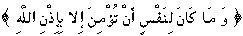 ﴿ وَ مَا كَانَ لِنَفْسٍ أَنْ تُؤْمِنَ إِلا بِإِذْنِ اللَّهِ ﴾